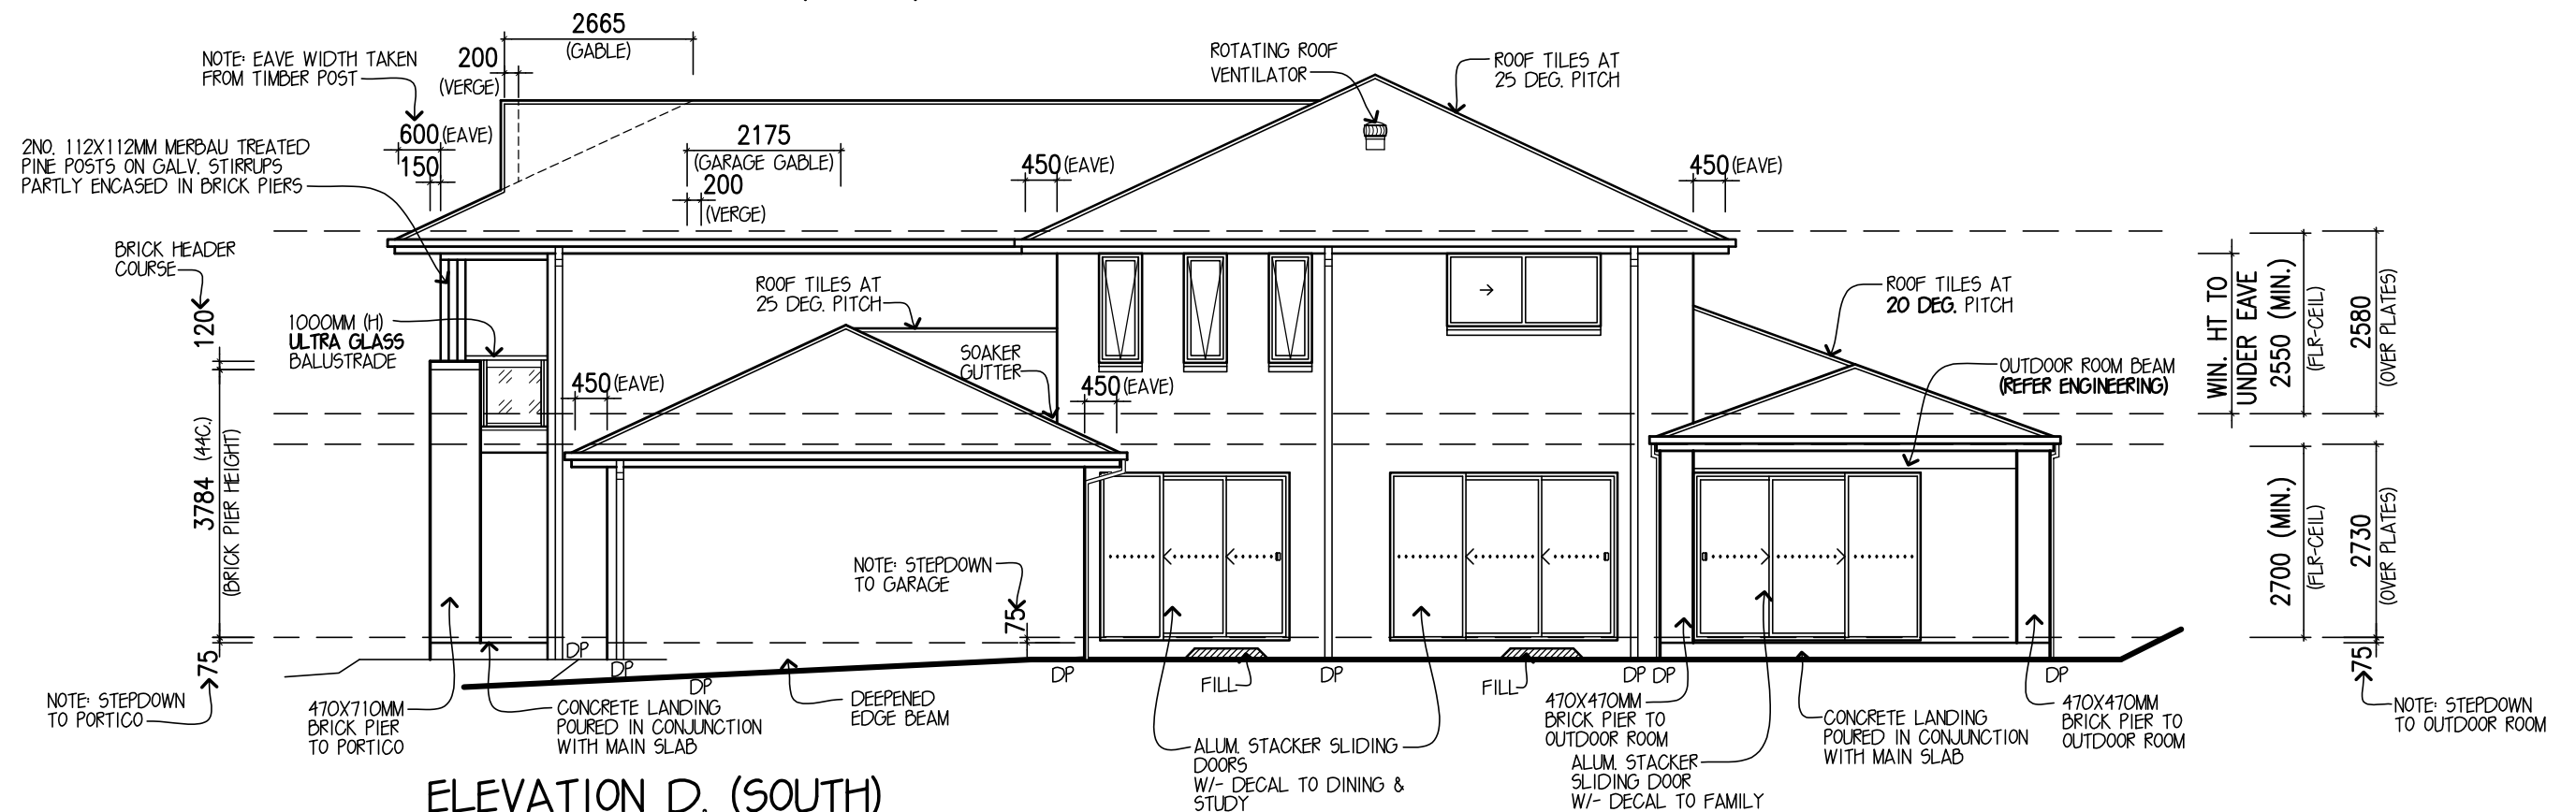 2665
(GABLE)
200
(VERGE)
NOTE: EAVE WIDTH TAKEN
FROM TIMBER POST
ROTATING ROOF
VENTILATOR
ROOF TILES AT
25 DEG. PITCH
600 (EAVE)
150
2NO. 112X112MM MERBAU TREATED
PINE POSTS ON GALV. STIRRUPS
PARTLY ENCASED IN BRICK PIERS
2175
(GARAGE GABLE)
200
(VERGE)
450 (EAVE)
450 (EAVE)
BRICK HEADER
COURSE
120
1000MM (H)
ULTRA GLASS
BALUSTRADE
ROOF TILES AT
25 DEG. PITCH
SOAKER
GUTTER
450 (EAVE)
450 (EAVE)
ROOF TILES AT
20 DEG. PITCH
OUTDOOR ROOM BEAM
(REFER ENGINEERING)
WIN. HT TO
UNDER EAVE
2550 (MIN.)
(FLR-CEIL)
2580
(OVER PLATES)
3784 (44C.)
(BRICK PIER HEIGHT)
2700 (MIN.)
(FLR-CEIL)
2730
(OVER PLATES)
NOTE: STEPDOWN
TO GARAGE
75
75
75
DP
DP
DP
DP
DP
DP
DP
DP
FILL
FILL
NOTE: STEPDOWN
TO PORTICO
470X710MM
BRICK PIER
TO PORTICO
CONCRETE LANDING
POURED IN CONJUNCTION
WITH MAIN SLAB
DEEPENED
EDGE BEAM
ALUM. STACKER SLIDING
DOORS
W/- DECAL TO DINING &
STUDY
470X470MM
BRICK PIER TO
OUTDOOR ROOM
ALUM. STACKER
SLIDING DOOR
W/- DECAL TO FAMILY
CONCRETE LANDING
POURED IN CONJUNCTION
WITH MAIN SLAB
470X470MM
BRICK PIER TO
OUTDOOR ROOM
NOTE: STEPDOWN
TO OUTDOOR ROOM
ELEVATION D. (SOUTH)